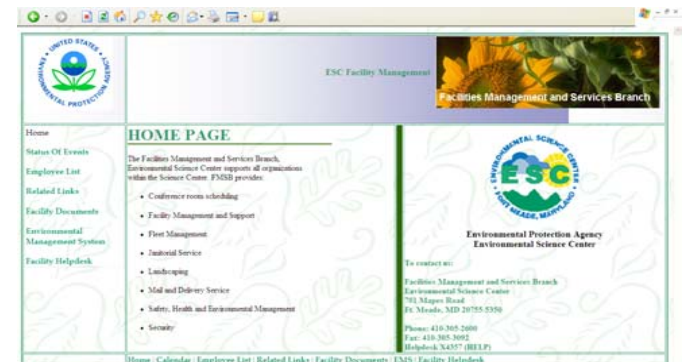 UNITED STATES
ENVIRONMENTAL PROTECTION AGENCY
ESC Facility Management
Facilities Management and Services Branch
Home
Status Of Events
Employee List
Related Links
Facility Documents
Environmental
Management System
Facility Helpdesk
HOME PAGE
The Facilities Management and Services Branch,
Environmental Science Center supports all organizations
within the Science Center. FMSB provides:
• Conference room scheduling
• Facility Management and Support
• Fleet Management
• Janitorial Service
• Landscaping
• Mail and Delivery Service
• Safety, Health and Environmental Management
• Security
ENVIRONMENTAL SCIENCE CENTER
ESC
FORT MEADE, MARYLAND
Environmental Protection Agency
Environmental Science Center
To contact us:
Facilities Management and Services Branch
Environmental Science Center
701 Mapes Road
Ft. Meade, MD 20755-5350
Phone: 410-305-2600
Fax: 410-305-3092
Helpdesk X4357 (HELP)
Home | Calendar | Employee List | Related Links | Facility Documents | EMS | Facility Helpdesk